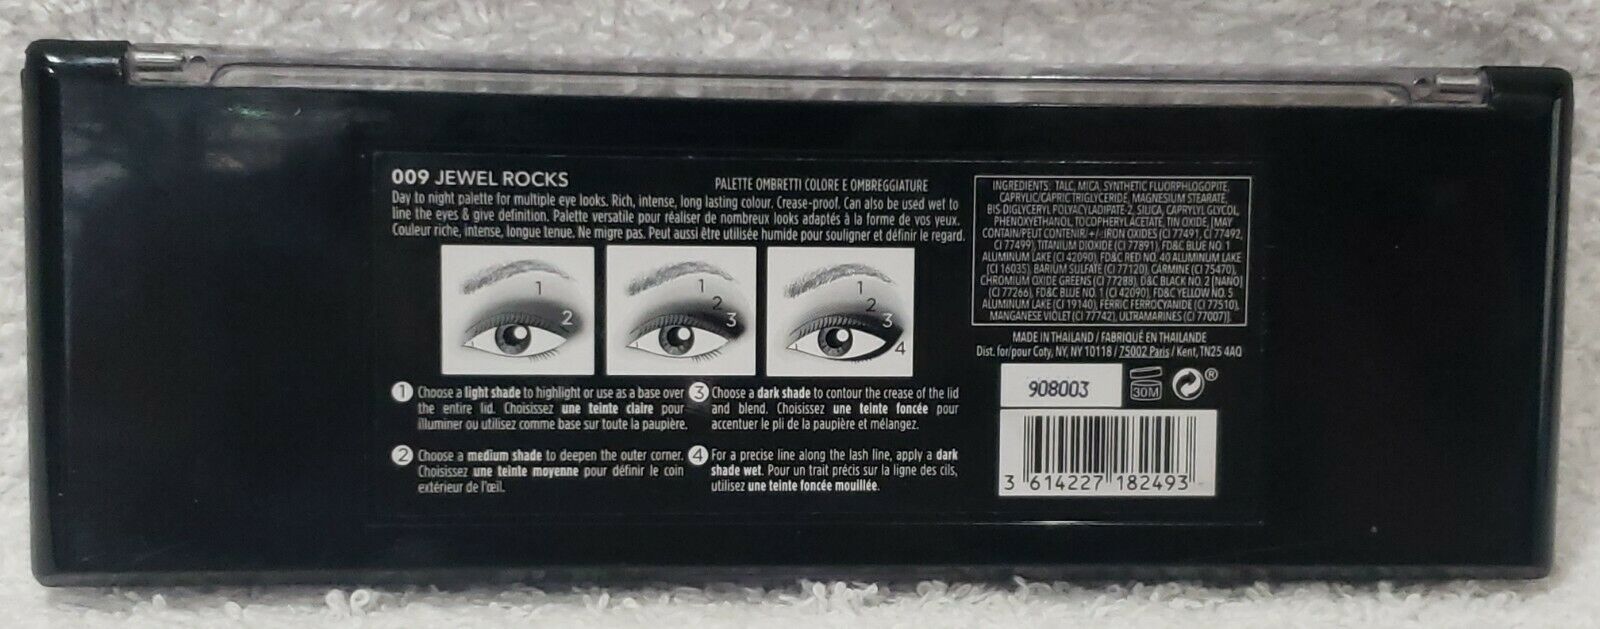 009 JEWEL ROCKS
PALETTE OMBRETTI COLORE E OMBREGGIATURE
Day to night palette for multiple eye looks. Rich, intense, long lasting colour. Crease-proof. Can also be used wet to
line the eyes & give definition. Palette versatile pour réaliser de nombreux looks adaptés à la forme de vos yeux.
Couleur riche, intense, longue tenue. Ne migre pas. Peut aussi être utilisée humide pour souligner et définir le regard.
1
2
1
2
3
1
2
3
4
1 Choose a light shade to highlight or use as a base over
the entire lid. Choisissez une teinte claire pour
illuminer ou utilisez comme base sur toute la paupière.
2 Choose a medium shade to deepen the outer corner.
Choisissez une teinte moyenne pour définir le coin
extérieur de l'œil.
3 Choose a dark shade to contour the crease of the lid
and blend. Choisissez une teinte foncée pour
accentuer le pli de la paupière et mélangez.
4 For a precise line along the lash line, apply a dark
shade wet. Pour un trait précis sur la ligne des cils,
utilisez une teinte foncée mouillée.
INGREDIENTS: TALC, MICA, SYNTHETIC FLUORPHLOGOPITE,
CAPRYLIC/CAPRIC TRIGLYCERIDE, MAGNESIUM STEARATE,
BIS-DIGLYCERYL POLYACYLADIPATE-2, SILICA, CAPRYLYL GLYCOL,
PHENOXYETHANOL, TOCOPHERYL ACETATE, TIN OXIDE, [MAY
CONTAIN/PEUT CONTENIR/+/-:IRON OXIDES (CI 77491, CI 77492,
CI 77499), TITANIUM DIOXIDE (CI 77891), FD&C BLUE NO. 1
ALUMINUM LAKE (CI 42090), FD&C RED NO. 40 ALUMINUM LAKE
(CI 16035), BARIUM SULFATE (CI 77120), CARMINE (CI 75470),
CHROMIUM OXIDE GREENS (CI 77288), D&C BLACK NO. 2 [NANO]
(CI 77266), FD&C BLUE NO. 1 (CI 42090), FD&C YELLOW NO. 5
ALUMINUM LAKE (CI 19140), FERRIC FERROCYANIDE (CI 77510),
MANGANESE VIOLET (CI 77742), ULTRAMARINES (CI 77007)].
MADE IN THAILAND / FABRIQUÉ EN THAILANDE
Dist. for/pour Coty, NY, NY 10118 / 75002 Paris / Kent, TN25 4AQ
908003
30M
®
3 614227 182493